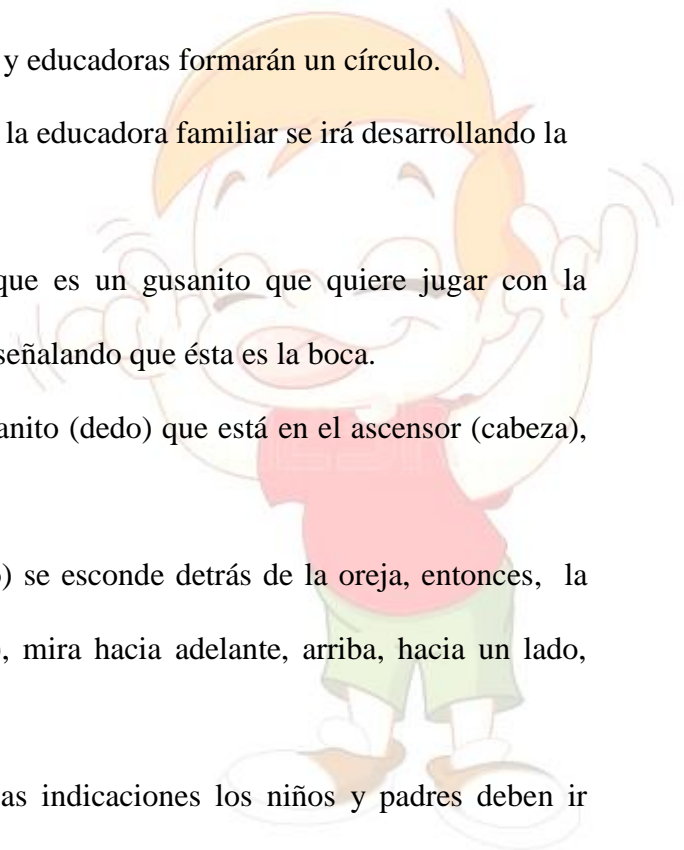 y educadoras formarán un círculo.
la educadora familiar se irá desarrollando la
que es un gusanito que quiere jugar con la
señalando que ésta es la boca.
anito (dedo) que está en el ascensor (cabeza),
) se esconde detrás de la oreja, entonces, la
, mira hacia adelante, arriba, hacia un lado,
as indicaciones los niños y padres deben ir